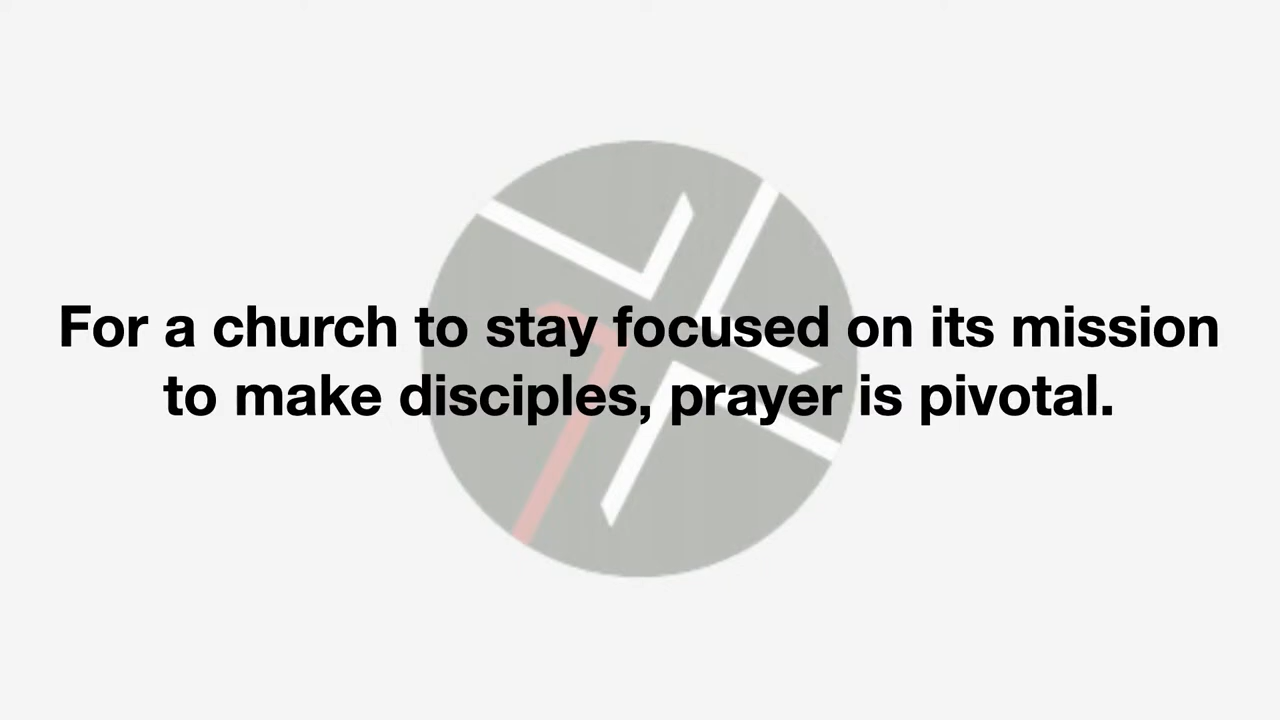 For a church to stay focused on its mission
to make disciples, prayer is pivotal.